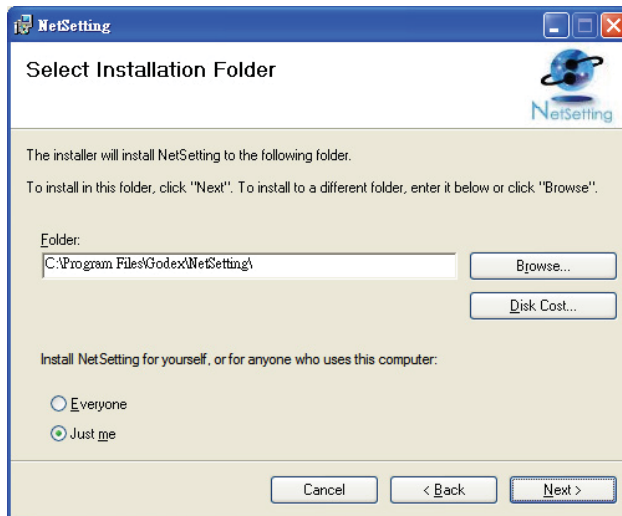 NetSetting
Select Installation Folder
NetSetting
The installer will install NetSetting to the following folder.
To install in this folder, click "Next". To install to a different folder, enter it below or click "Browse".
Folder:
C:\Program Files\Godex\NetSetting\
Browse...
Disk Cost...
Install NetSetting for yourself, or for anyone who uses this computer:
Everyone
Just me
Cancel
< Back
Next >